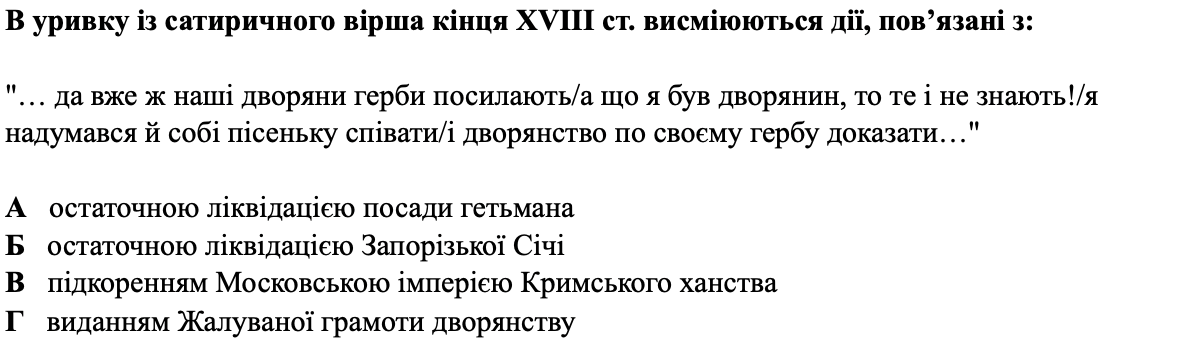 В уривку із сатиричного вірша кінця XVIII ст. висміюються дії, пов’язані з:
"… да вже ж наші дворяни герби посилають/а що я був дворянин, то те і не знають!/я
надумався й собі пісеньку співати/і дворянство по своєму гербу доказати…"
А остаточною ліквідацією посади гетьмана
Б остаточною ліквідацією Запорізької Січі
В підкоренням Московською імперією Кримського ханства
Г виданням Жалуваної грамоти дворянству